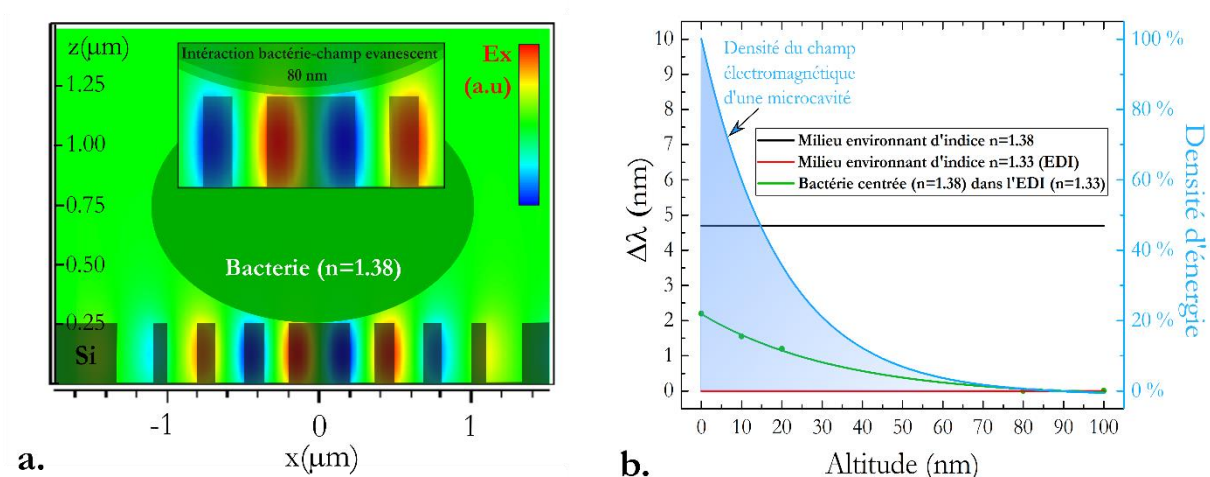 z(µm)
1.25
1.00
0.75
0.50
0.25
Intéraction bactérie-champ evanescent
80 nm
Ex
(a.u)
Bacterie (n=1.38)
Si
-1
0
1
x(µm)
a.
10
9
8
7
6
5
4
3
2
1
0
Δλ (nm)
Densité du champ
électromagnétique
d'une microcavité
Milieu environnant d'indice n=1.38
Milieu environnant d'indice n=1.33 (EDI)
Bactérie centrée (n=1.38) dans l'EDI (n=1.33)
100 %
80 %
60 %
40 %
20 %
0 %
Densité d'énergie
0 10 20 30 40 50 60 70 80 90 100
Altitude (nm)
b.